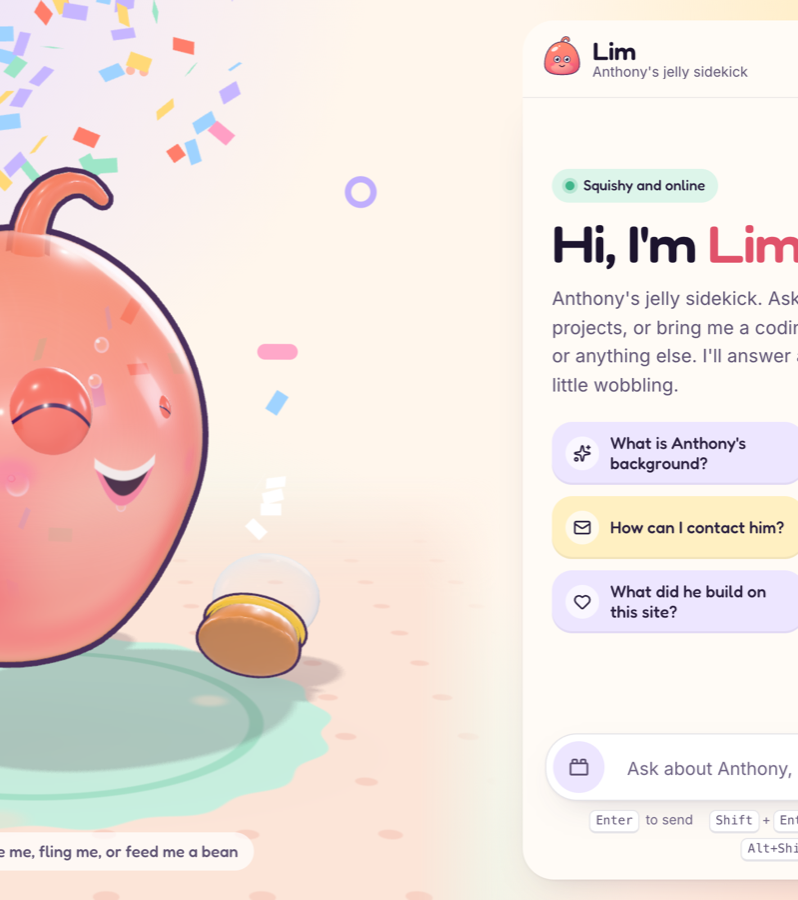 Lim
Anthony's jelly sidekick
Squishy and online
Hi, I'm Lim
Anthony's jelly sidekick. Ask
projects, or bring me a codin
or anything else. I'll answer
little wobbling.
What is Anthony's
background?
How can I contact him?
What did he build on
this site?
Ask about Anthony,
Enter to send Shift +
Alt+Shi
me, fling me, or feed me a bean